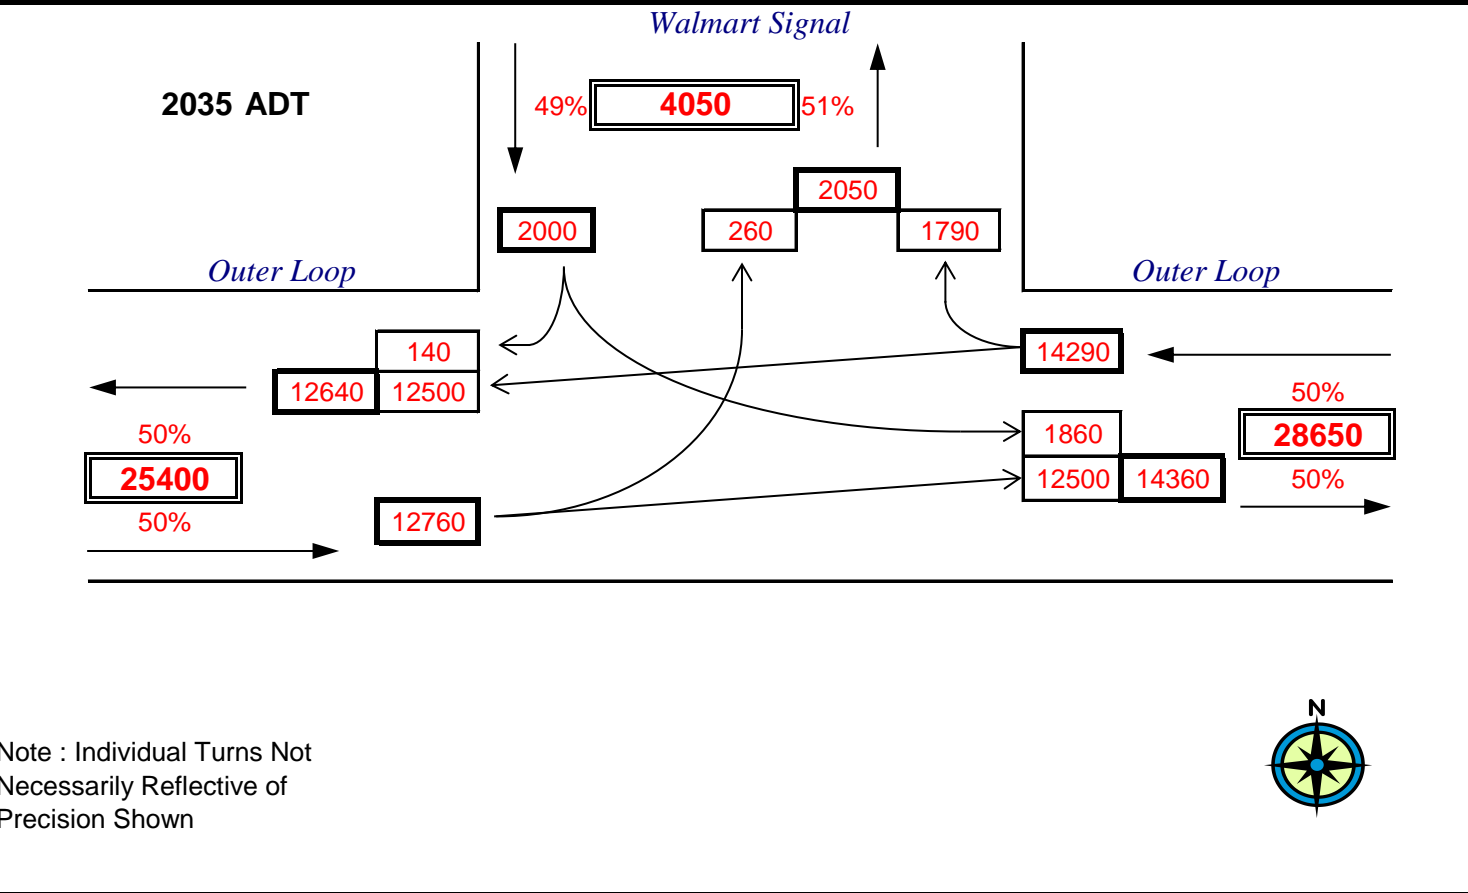 Walmart Signal
2035 ADT
49% 4050 51%
2050
2000 260 1790
Outer Loop Outer Loop
140 14290
12640 12500 50%
50% 1860 28650
25400 12500 14360 50%
50% 12760
N
Note : Individual Turns Not
Necessarily Reflective of
Precision Shown